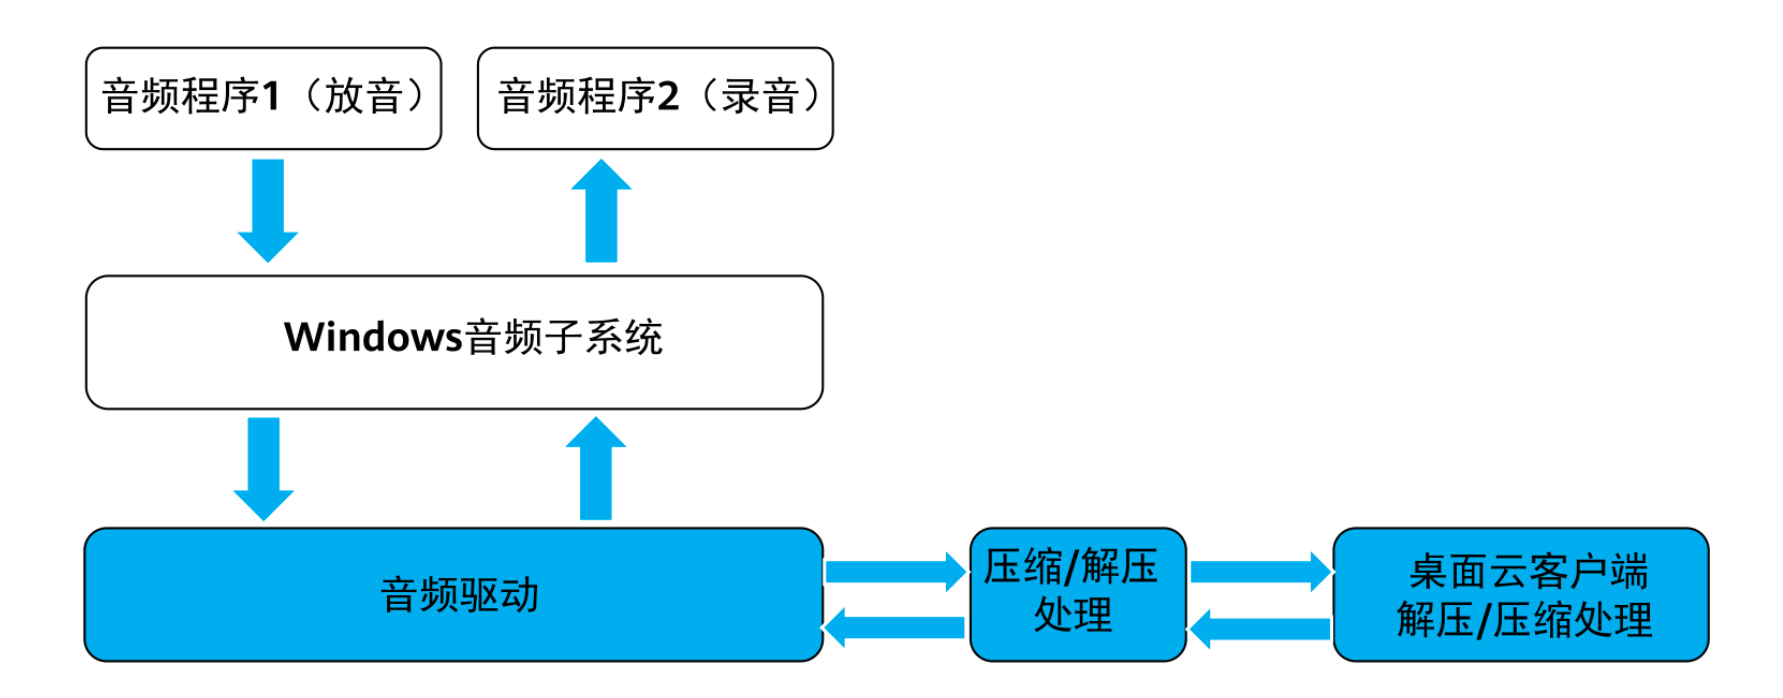 音频程序1（放音）
音频程序2（录音）
Windows音频子系统
音频驱动
压缩/解压
处理
桌面云客户端
解压/压缩处理